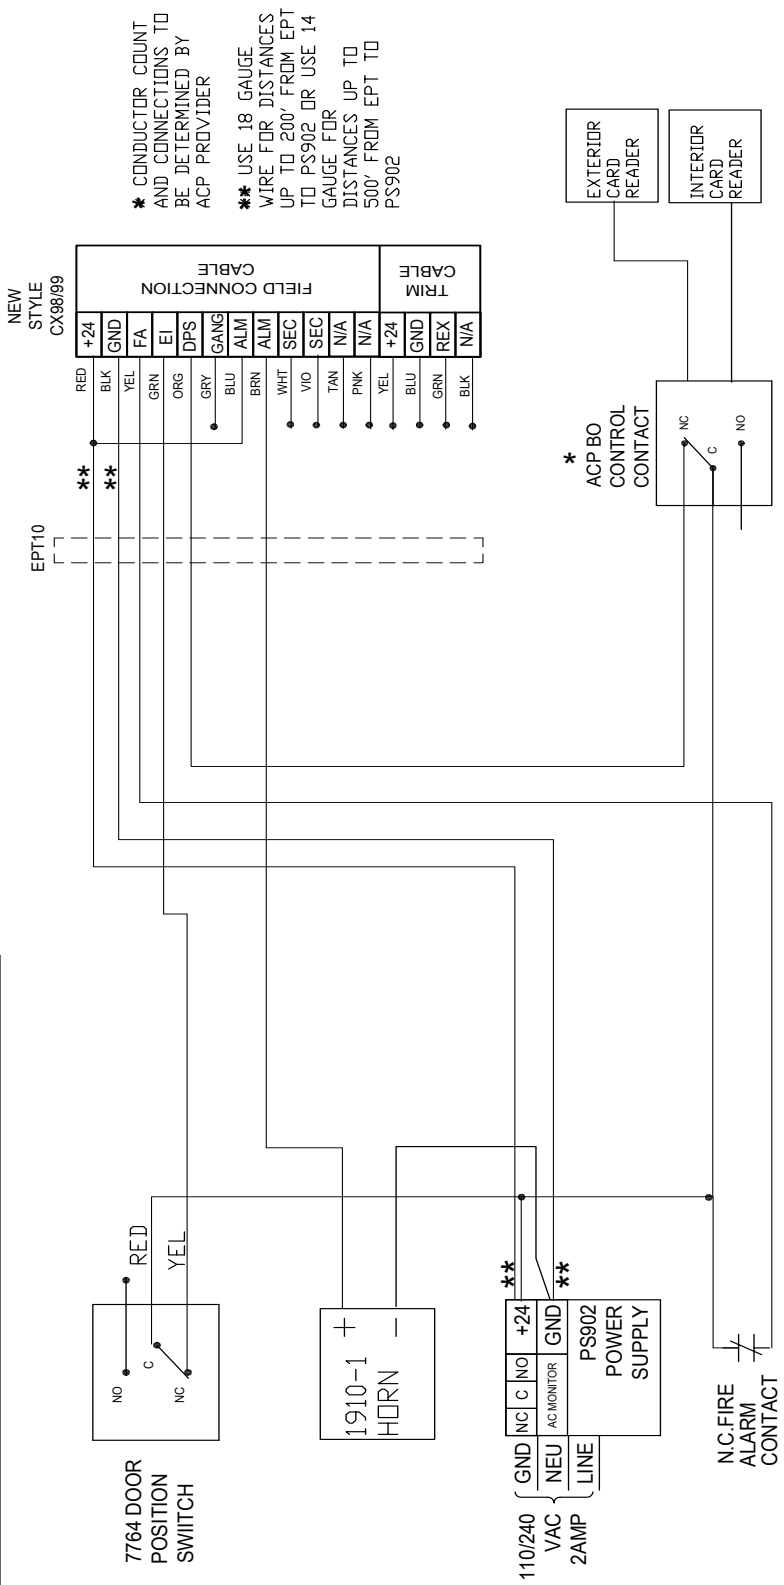 7764 DOOR
POSITION
SWIITCH
NO
C
NC
RED
YEL
1910-1
HORN
+
−
110/240
VAC
2AMP
GND
NEU
LINE
NC
C
NO
+24
AC MONITOR
GND
PS902
POWER
SUPPLY
**
**
N.C.FIRE
ALARM
CONTACT
EPT10
**
**
NEW
STYLE
CX98/99
RED +24
BLK GND
YEL FA
GRN EI
ORG DPS
GRY GANG
BLU ALM
BRN ALM
WHT SEC
VIO SEC
TAN N/A
PNK N/A
YEL +24
BLU GND
GRN REX
BLK N/A
FIELD CONNECTION
CABLE
TRIM
CABLE
* CONDUCTOR COUNT
AND CONNECTIONS TO
BE DETERMINED BY
ACP PROVIDER
** USE 18 GAUGE
WIRE FOR DISTANCES
UP TO 200' FROM EPT
TO PS902 OR USE 14
GAUGE FOR
DISTANCES UP TO
500' FROM EPT TO
PS902
*
ACP BO
CONTROL
CONTACT
NC
C
NO
EXTERIOR
CARD
READER
INTERIOR
CARD
READER